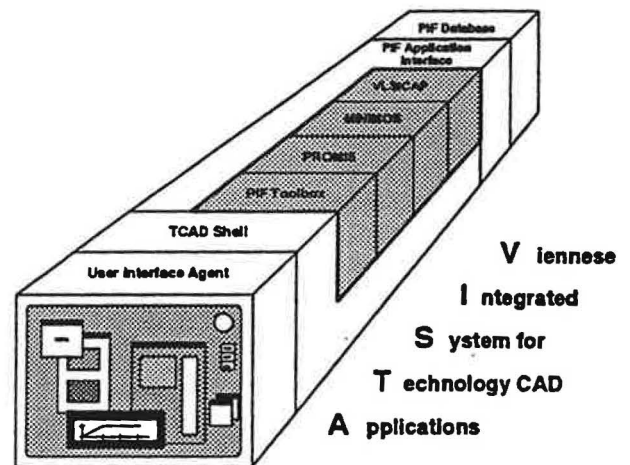 PIF Database
PIF Application
Interface
VLSICAP
MINIMOS
PROMIS
PIF Toolbox
TCAD Shell
User Interface Agent
V iennese
I ntegrated
S ystem for
T echnology CAD
A pplications